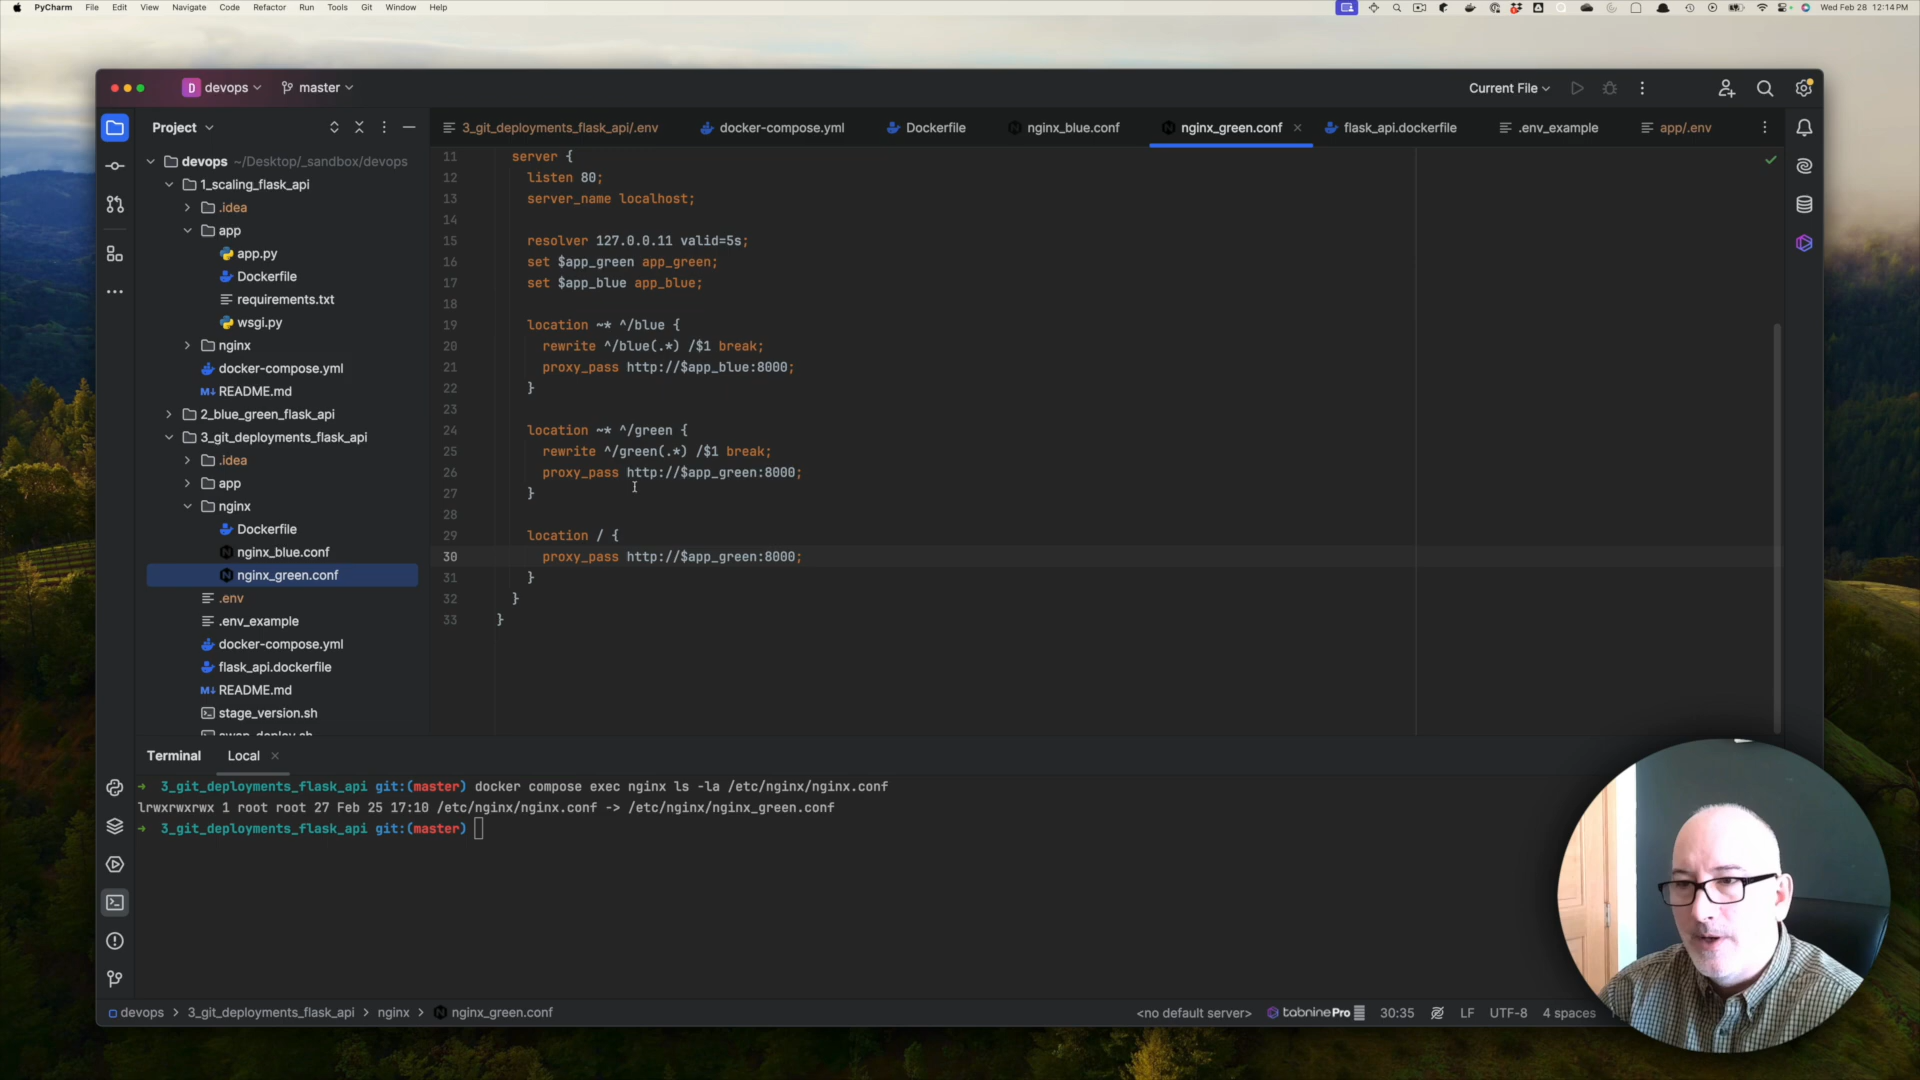 PyCharm File Edit View Navigate Code Refactor Run Tools Git Window Help
Wed Feb 28 12:14 PM
D devops master
Current File
Project
3_git_deployments_flask_api/.env
docker-compose.yml
Dockerfile
nginx_blue.conf
nginx_green.conf
flask_api.dockerfile
.env_example
app/.env
devops ~/Desktop/_sandbox/devops
1_scaling_flask_api
.idea
app
app.py
Dockerfile
requirements.txt
wsgi.py
nginx
docker-compose.yml
README.md
2_blue_green_flask_api
3_git_deployments_flask_api
.idea
app
nginx
Dockerfile
nginx_blue.conf
nginx_green.conf
.env
.env_example
docker-compose.yml
flask_api.dockerfile
README.md
stage_version.sh
11 server {
12 listen 80;
13 server_name localhost;
14
15 resolver 127.0.0.11 valid=5s;
16 set $app_green app_green;
17 set $app_blue app_blue;
18
19 location ~* ^/blue {
20 rewrite ^/blue(.*) /$1 break;
21 proxy_pass http://$app_blue:8000;
22 }
23
24 location ~* ^/green {
25 rewrite ^/green(.*) /$1 break;
26 proxy_pass http://$app_green:8000;
27 }
28
29 location / {
30 proxy_pass http://$app_green:8000;
31 }
32 }
33 }
Terminal Local
→ 3_git_deployments_flask_api git:(master) docker compose exec nginx ls -la /etc/nginx/nginx.conf
lrwxrwxrwx 1 root root 27 Feb 25 17:10 /etc/nginx/nginx.conf -> /etc/nginx/nginx_green.conf
→ 3_git_deployments_flask_api git:(master)
devops > 3_git_deployments_flask_api > nginx > nginx_green.conf
<no default server> tabnine Pro 30:35 LF UTF-8 4 spaces